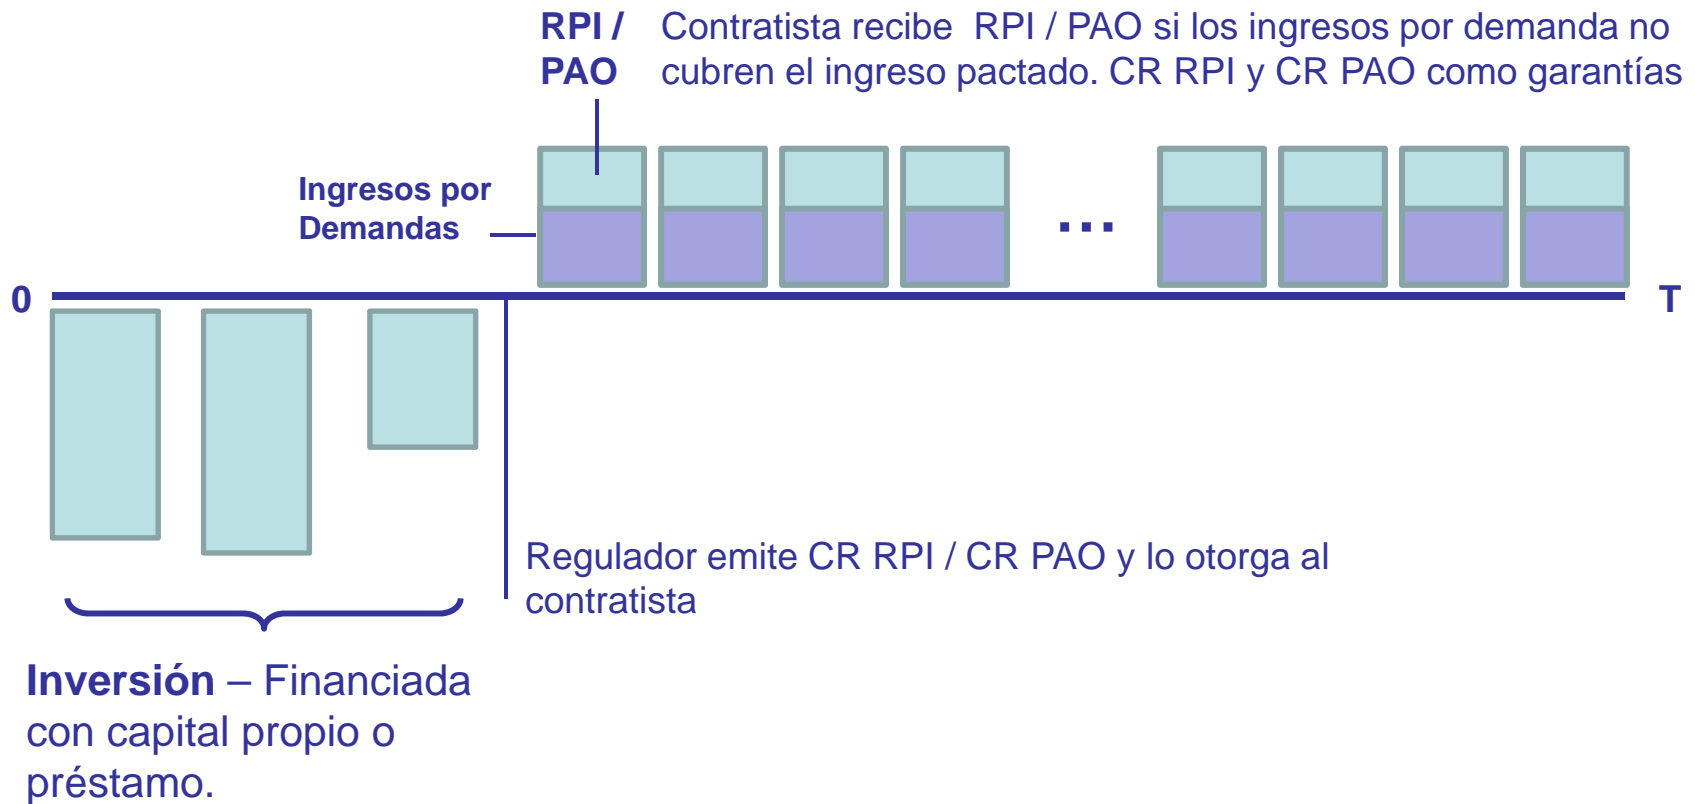 RPI /
PAO
Contratista recibe RPI / PAO si los ingresos por demanda no
cubren el ingreso pactado. CR RPI y CR PAO como garantías
Ingresos por
Demandas
...
0
T
Regulador emite CR RPI / CR PAO y lo otorga al
contratista
Inversión – Financiada
con capital propio o
préstamo.